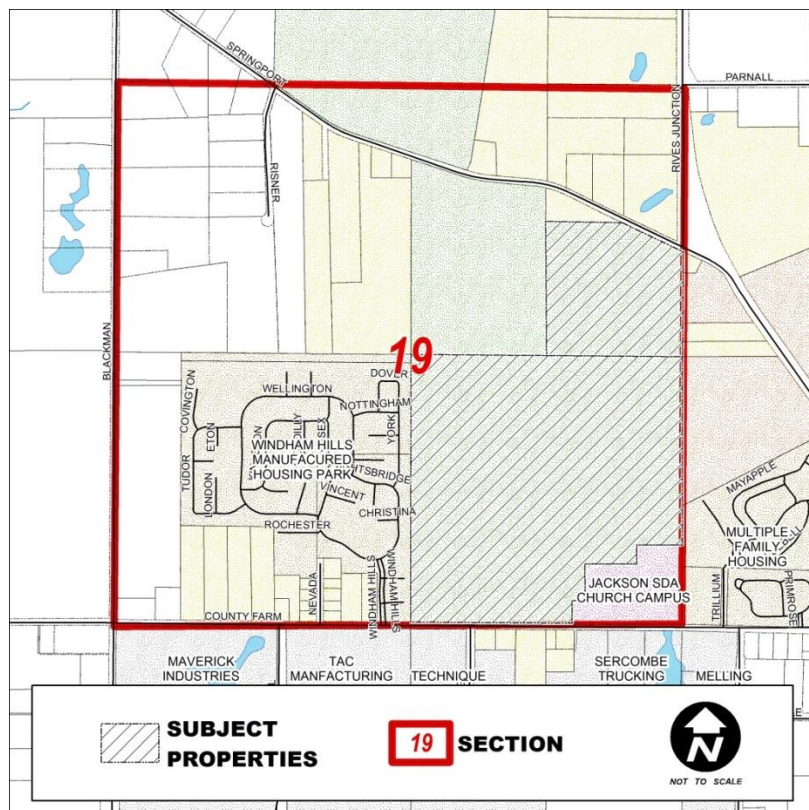 SPRINGPORT
PARNALL
RIVES JUNCTION
RISNER
BLACKMAN
19
DOVER
WELLINGTON
COVINGTON
NOTTINGHAM
YORK
ETON
TUDOR
LONDON
WINDHAM HILLS
MANUFACURED
HOUSING PARK
VINCENT
CHRISTINA
ROCHESTER
MAYAPPLE
MULTIPLE
FAMILY
HOUSING
TRILLIUM
PRIMROSE
JACKSON SDA
CHURCH CAMPUS
NEVADA
WINDHAM HILLS
WINDHAM HILLS
COUNTY FARM
MAVERICK
INDUSTRIES
TAC
MANFACTURING
TECHNIQUE
SERCOMBE
TRUCKING
MELLING
SUBJECT
PROPERTIES
19
SECTION
N
NOT TO SCALE